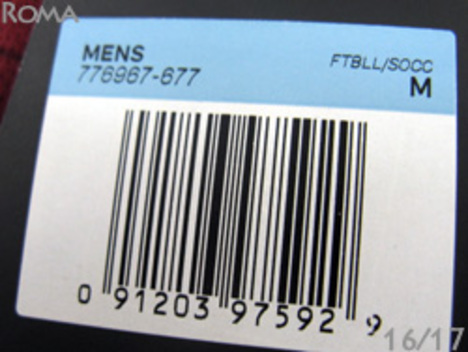 ROMA
MENS
776967-677
FTBLL/SOCC
M
0 91203 97592 9
16/17